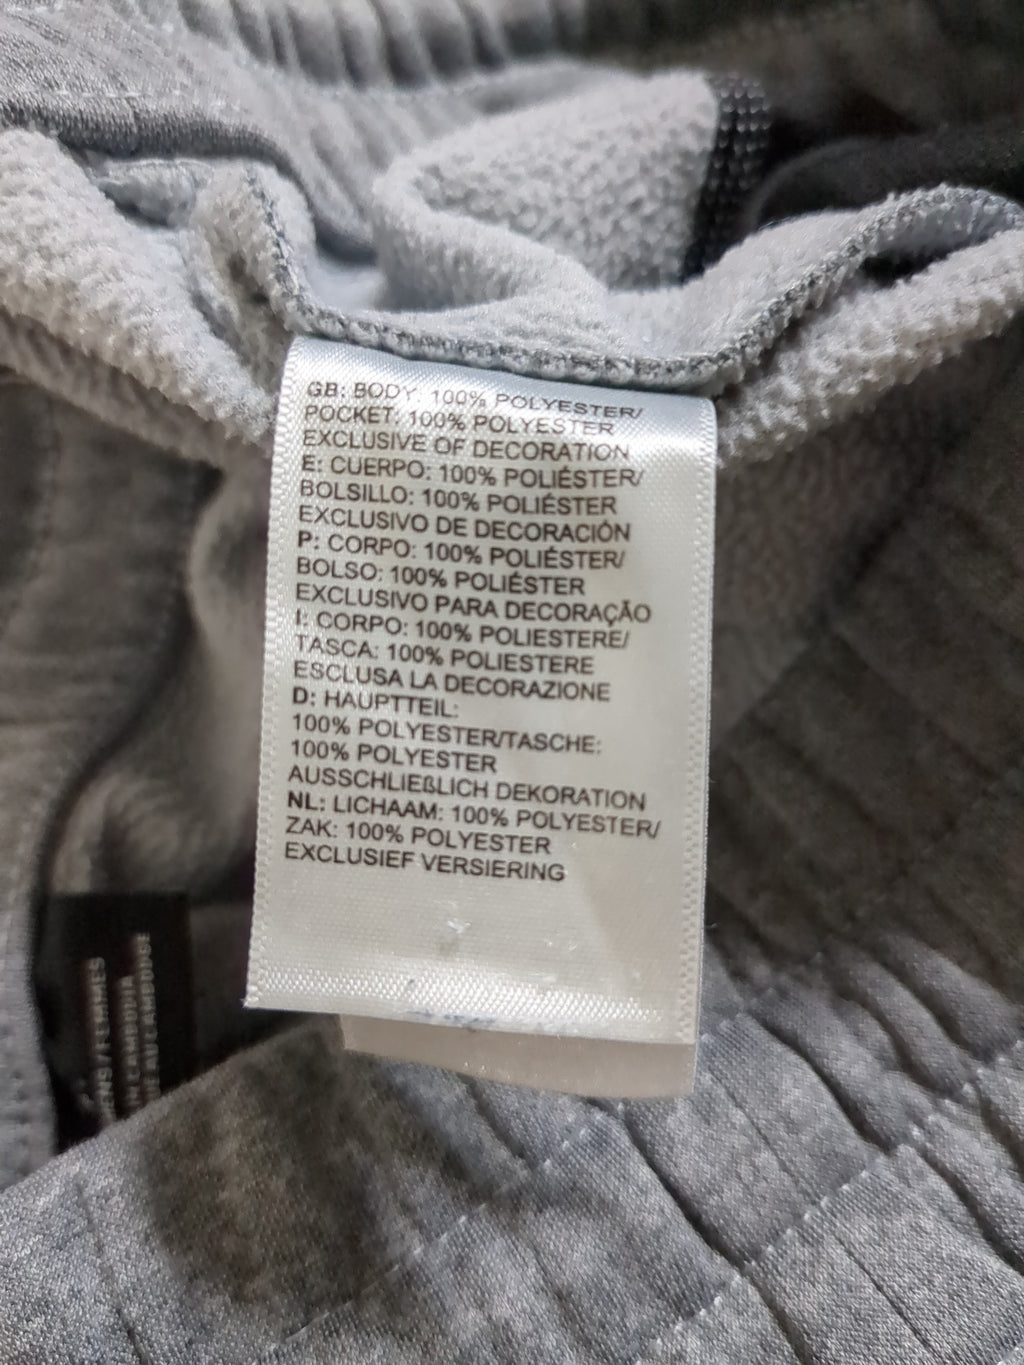 GB: BODY: 100% POLYESTER/
POCKET: 100% POLYESTER
EXCLUSIVE OF DECORATION
E: CUERPO: 100% POLIÉSTER/
BOLSILLO: 100% POLIÉSTER
EXCLUSIVO DE DECORACIÓN
P: CORPO: 100% POLIÉSTER/
BOLSO: 100% POLIÉSTER
EXCLUSIVO PARA DECORAÇÃO
I: CORPO: 100% POLIESTERE/
TASCA: 100% POLIESTERE
ESCLUSA LA DECORAZIONE
D: HAUPTTEIL:
100% POLYESTER/TASCHE:
100% POLYESTER
AUSSCHLIEßLICH DEKORATION
NL: LICHAAM: 100% POLYESTER/
ZAK: 100% POLYESTER
EXCLUSIEF VERSIERING